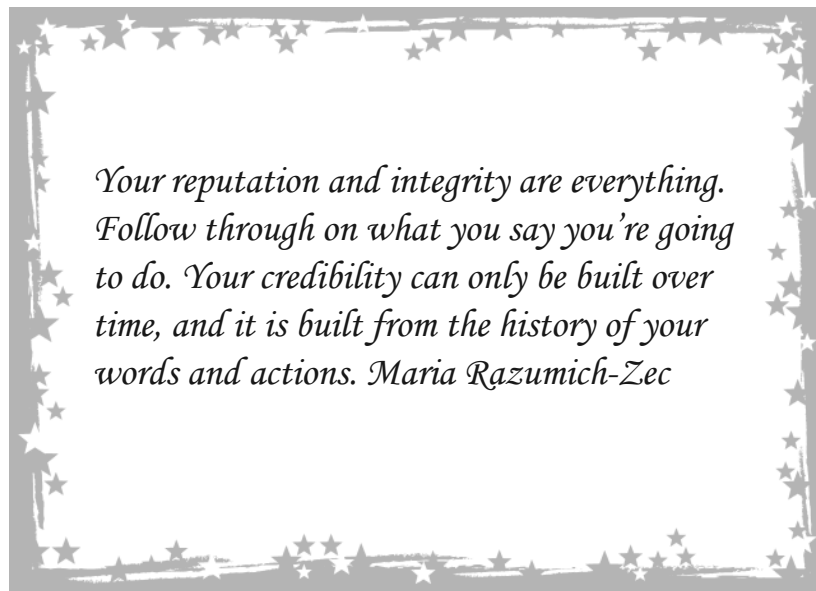 Your reputation and integrity are everything.
Follow through on what you say you’re going
to do. Your credibility can only be built over
time, and it is built from the history of your
words and actions. Maria Razumich-Zec